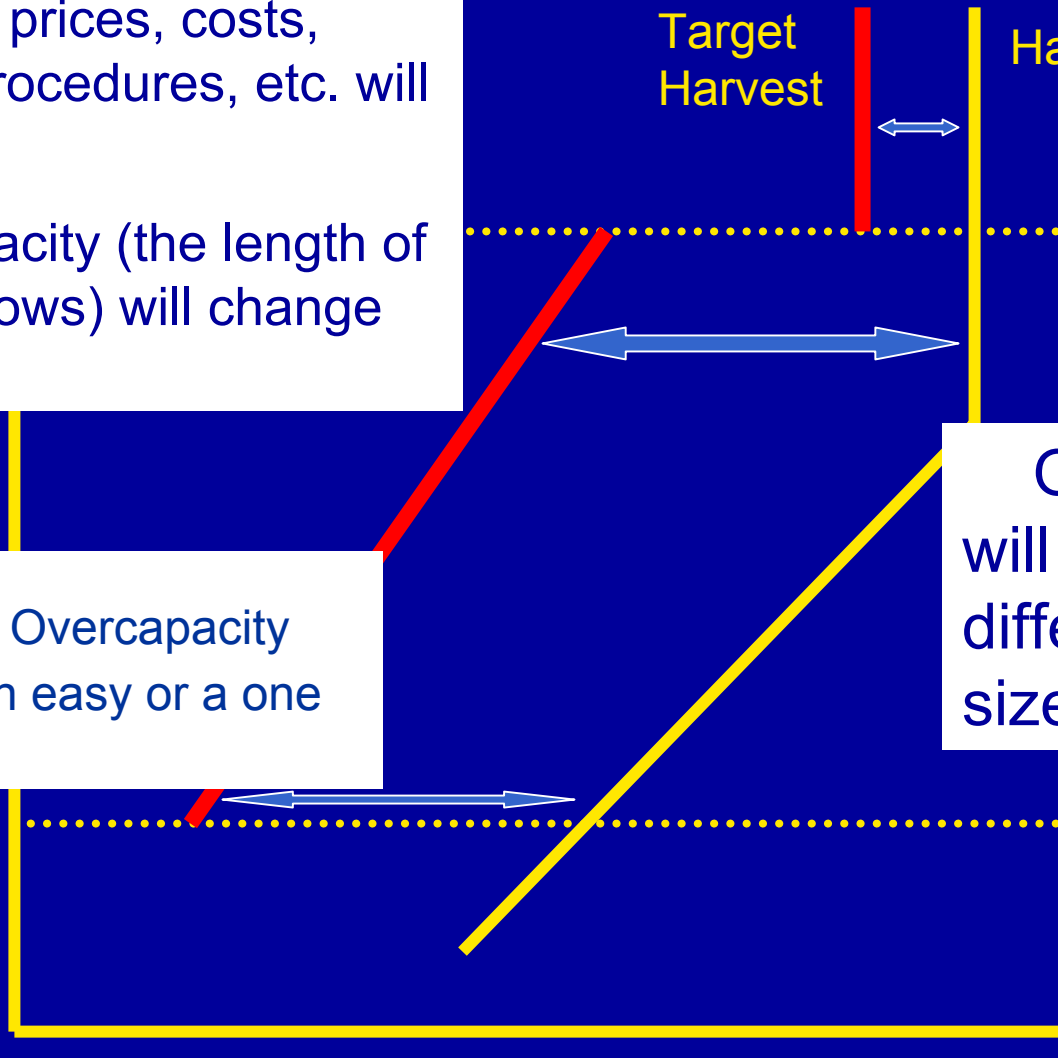 prices, costs,
rocedures, etc. will
acity (the length of
ows) will change
Target
Harvest
Ha
Overcapacity
n easy or a one
will
diffe
size